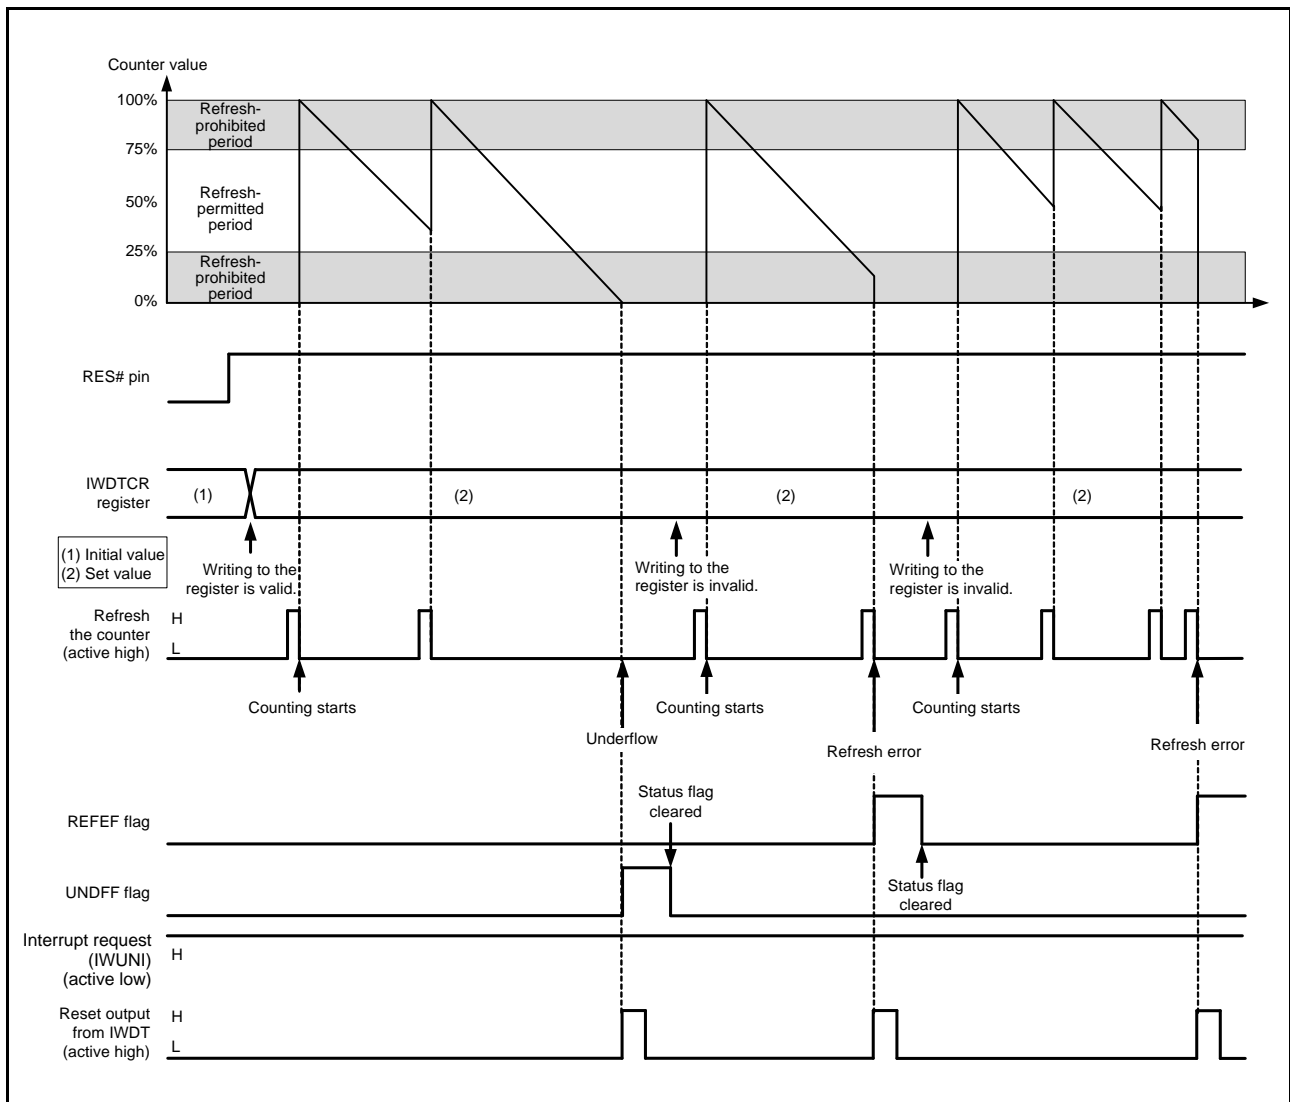 Counter value
100%
Refresh-
prohibited
period
75%
Refresh-
permitted
period
50%
25%
Refresh-
prohibited
period
0%
RES# pin
IWDTCR
register
(1)
(2)
(2)
(2)
(1) Initial value
(2) Set value
Writing to the
register is valid.
Writing to the
register is invalid.
Writing to the
register is invalid.
Refresh
the counter
(active high)
H
L
Counting starts
Counting starts
Counting starts
Underflow
Refresh error
Refresh error
Status flag
cleared
REFEF flag
Status flag
cleared
UNDFF flag
Interrupt request
(IWUNI)
(active low)
H
Reset output
from IWDT
(active high)
H
L